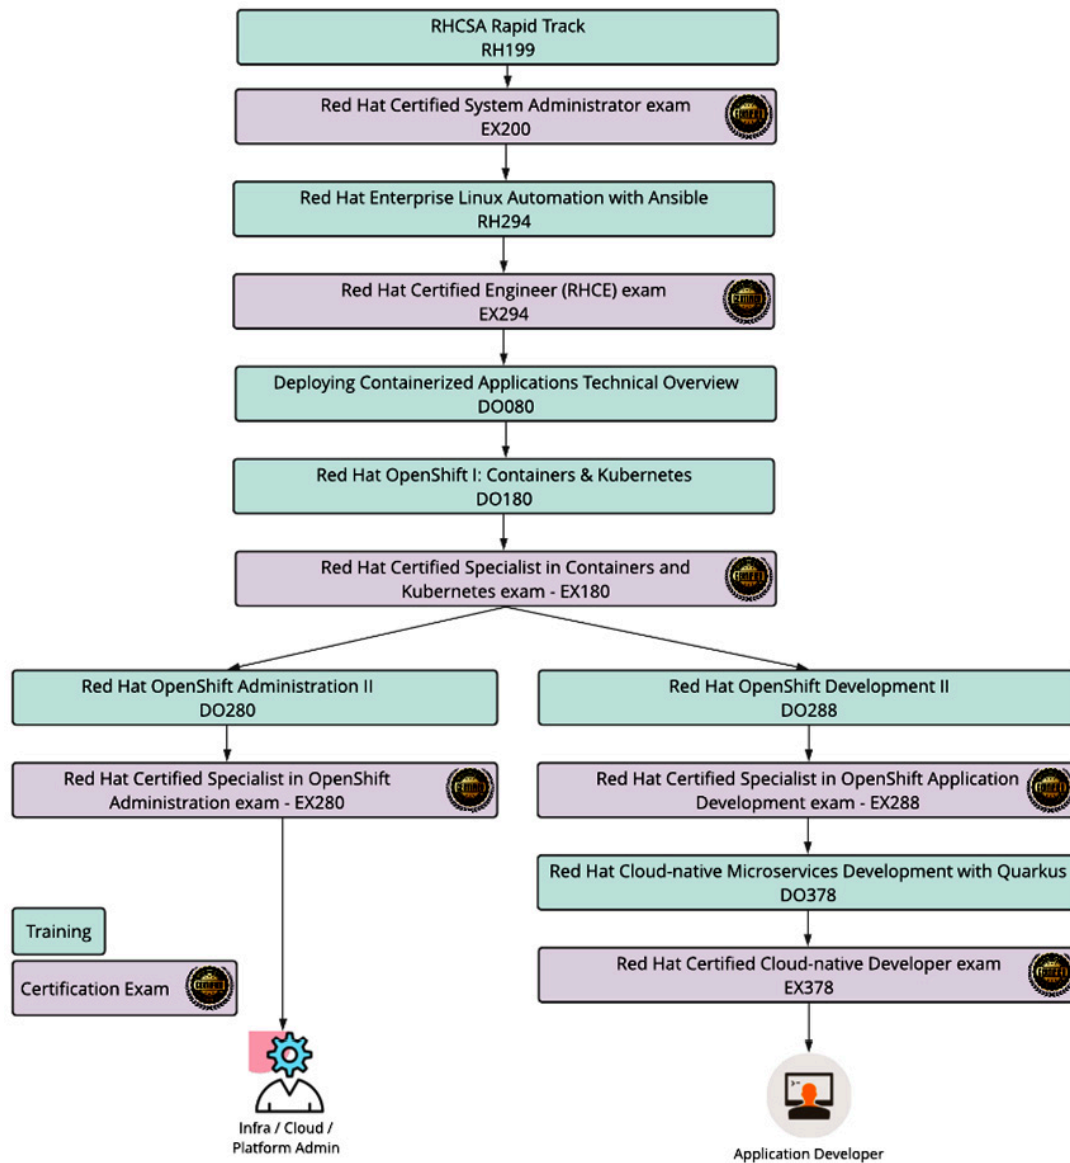 RHCSA Rapid Track
RH199
Red Hat Certified System Administrator exam
EX200
Red Hat Enterprise Linux Automation with Ansible
RH294
Red Hat Certified Engineer (RHCE) exam
EX294
Deploying Containerized Applications Technical Overview
DO080
Red Hat OpenShift I: Containers & Kubernetes
DO180
Red Hat Certified Specialist in Containers and
Kubernetes exam - EX180
Red Hat OpenShift Administration II
DO280
Red Hat Certified Specialist in OpenShift
Administration exam - EX280
Red Hat OpenShift Development II
DO288
Red Hat Certified Specialist in OpenShift Application
Development exam - EX288
Red Hat Cloud-native Microservices Development with Quarkus
DO378
Red Hat Certified Cloud-native Developer exam
EX378
Training
Certification Exam
Infra / Cloud /
Platform Admin
Application Developer